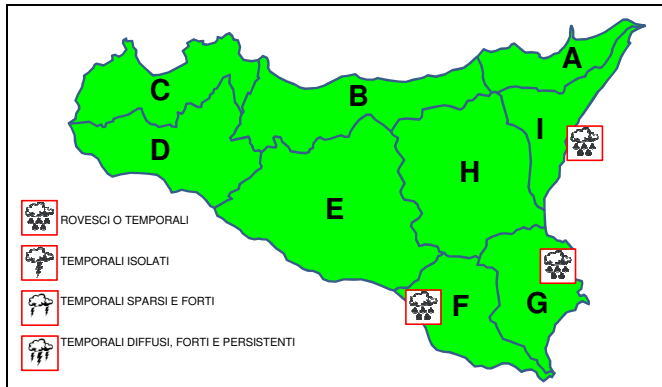 A
B
C
I
D
H
E
ROVESCI O TEMPORALI
TEMPORALI ISOLATI
TEMPORALI SPARSI E FORTI
F
G
TEMPORALI DIFFUSI, FORTI E PERSISTENTI